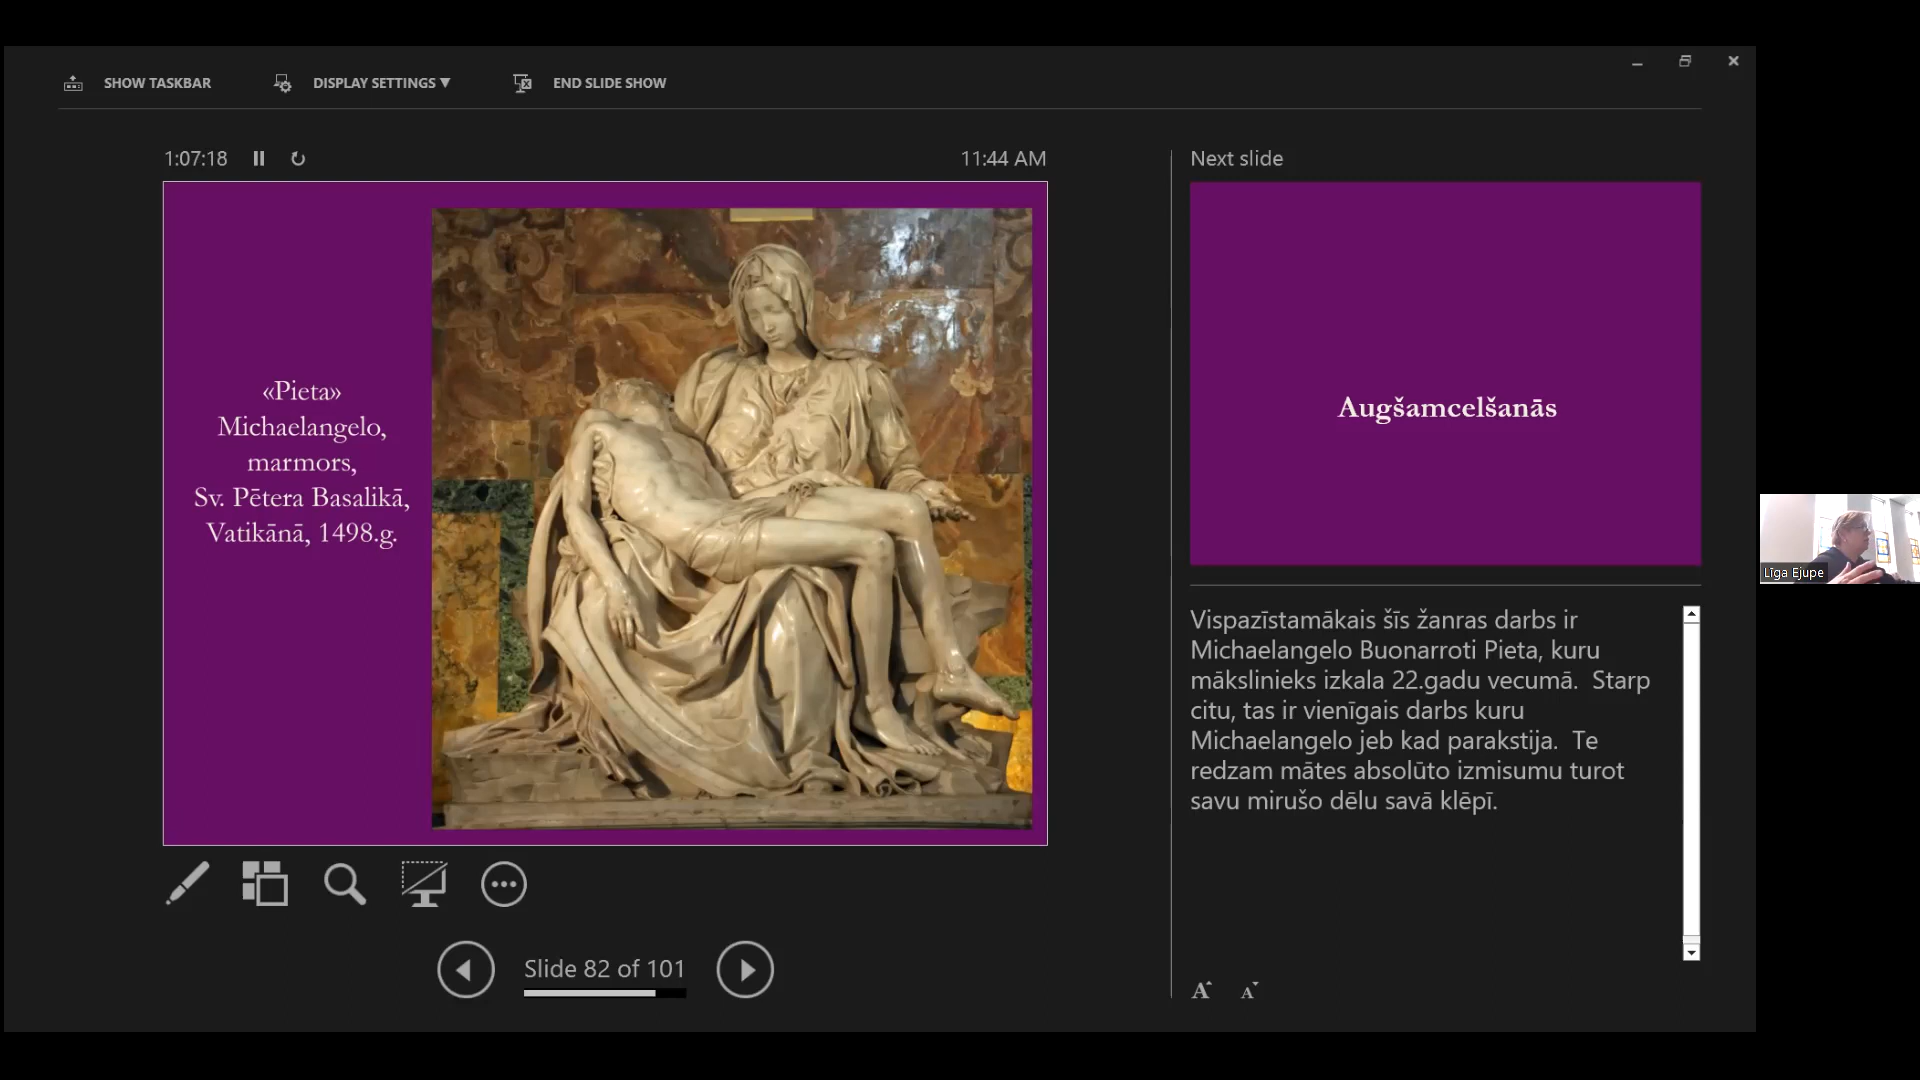 SHOW TASKBAR
DISPLAY SETTINGS ▼
END SLIDE SHOW
1:07:18
11:44 AM
«Pieta»
Michaelangelo,
marmors,
Sv. Pētera Basalikā,
Vatikānā, 1498.g.
Slide 82 of 101
Next slide
Augšamcelšanās
Vispazīstamākais šīs žanras darbs ir
Michaelangelo Buonarroti Pieta, kuru
mākslinieks izkala 22.gadu vecumā.  Starp
citu, tas ir vienīgais darbs kuru
Michaelangelo jeb kad parakstija.  Te
redzam mātes absolūto izmisumu turot
savu mirušo dēlu savā klēpī.
A A
Līga Ejupe